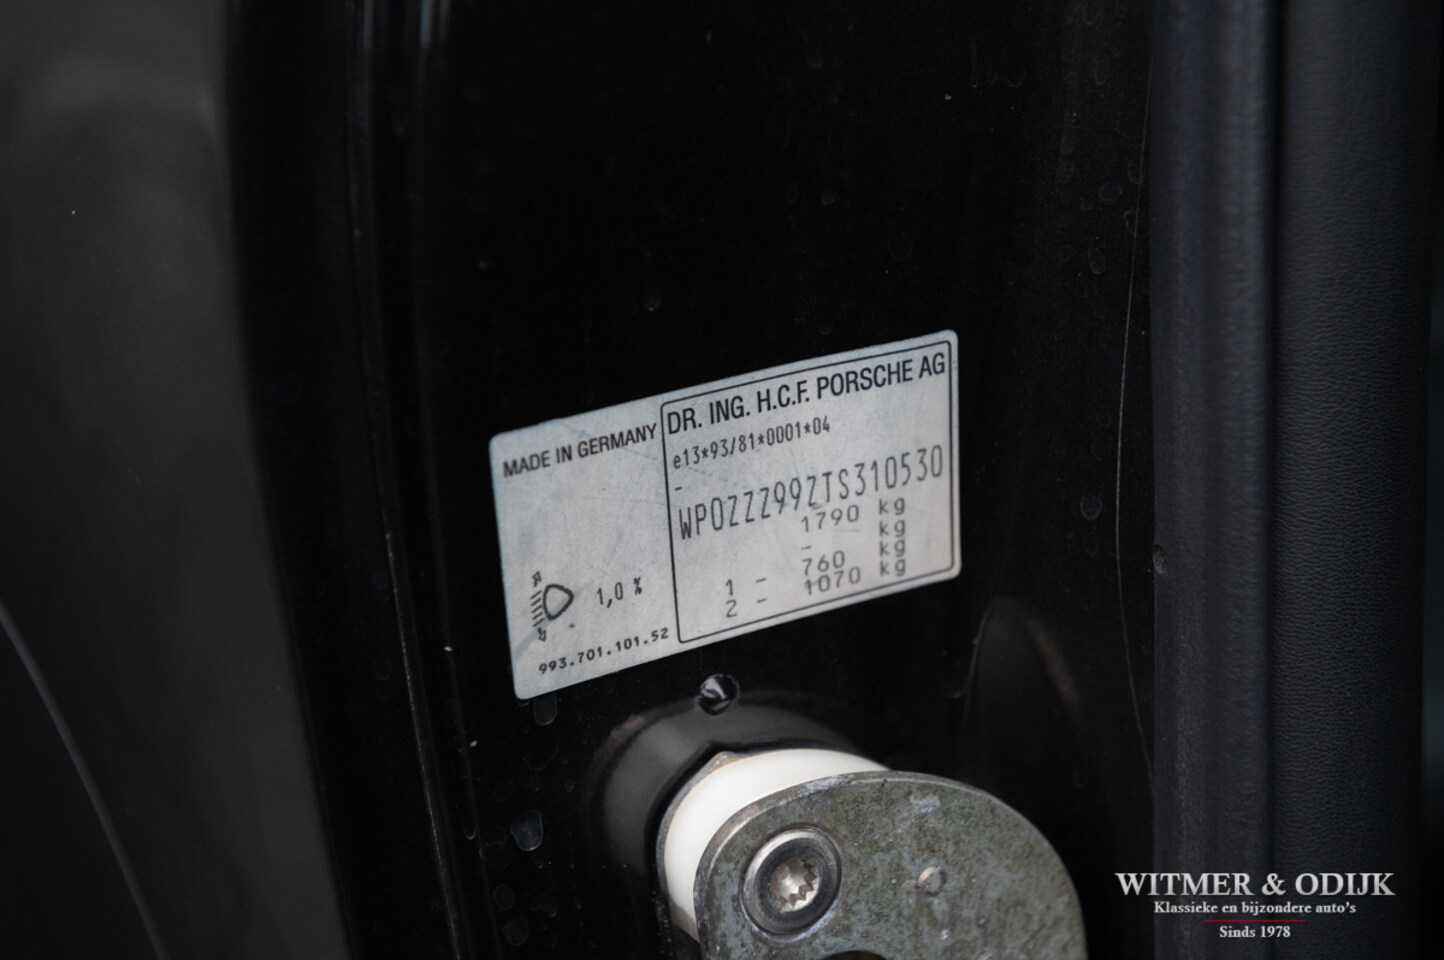 MADE IN GERMANY
1,0 %
993.701.101.52
DR. ING. H.C.F. PORSCHE AG
e13*93/81*0001*04
-
WP0ZZZ99ZTS310530
1790 kg
- kg
1 - 760 kg
2 - 1070 kg
WITMER & ODIJK
Klassieke en bijzondere auto's
Sinds 1978